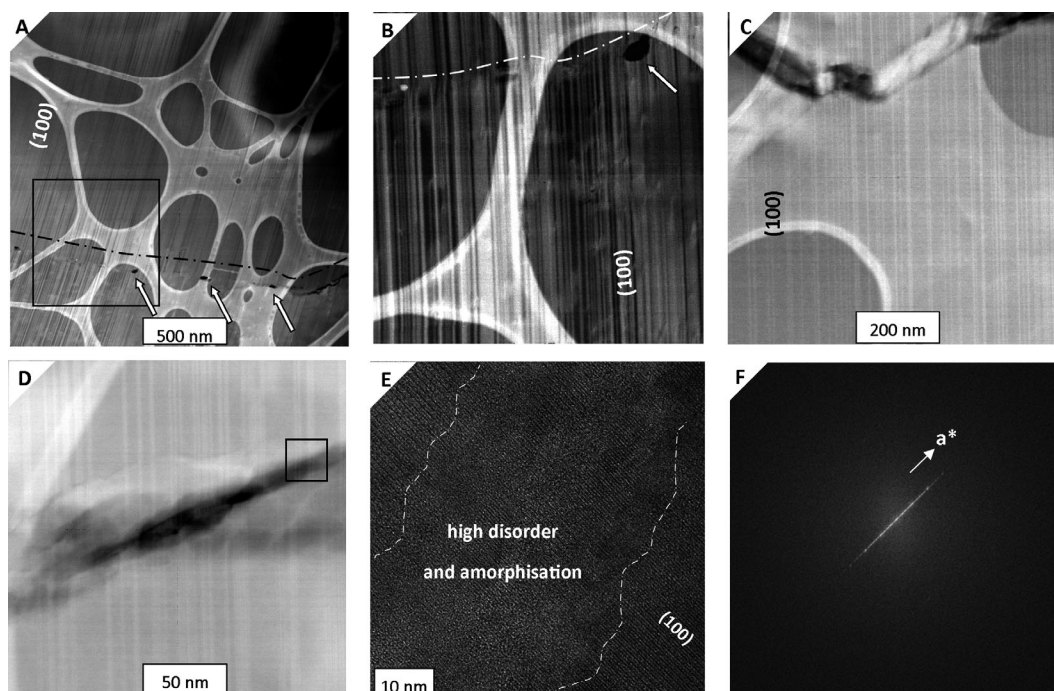 A
(100)
500 nm
B
(100)
C
(100)
200 nm
D
50 nm
E
high disorder
and amorphisation
(100)
10 nm
F
a*